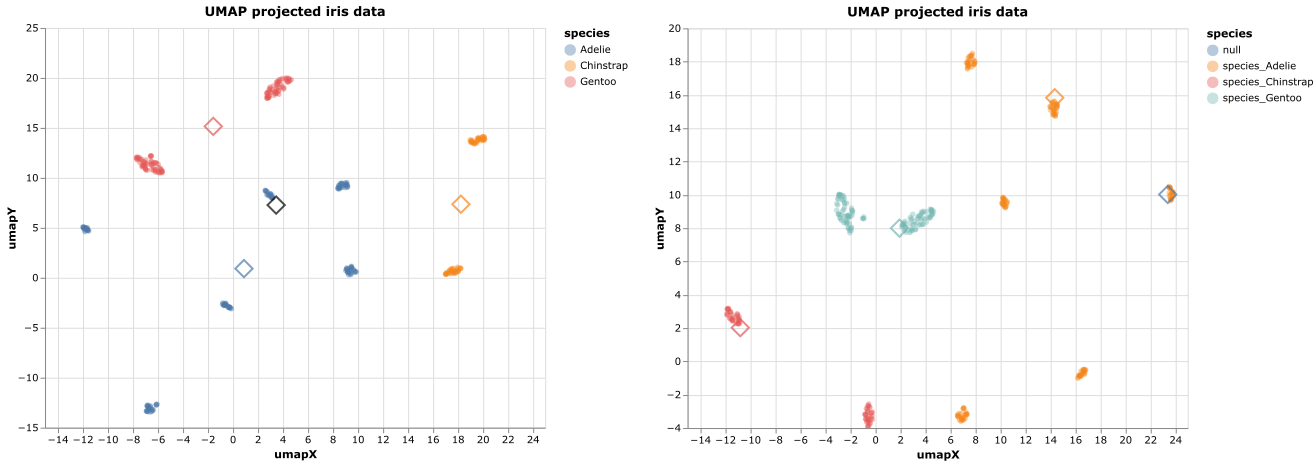 UMAP projected iris data
species
Adelie
Chinstrap
Gentoo
umapY
25
20
15
10
5
0
−5
−10
−15
−14 −12 −10 −8 −6 −4 −2 0 2 4 6 8 10 12 14 16 18 20 22 24
umapX
UMAP projected iris data
species
null
species_Adelie
species_Chinstrap
species_Gentoo
umapY
20
18
16
14
12
10
8
6
4
2
0
−2
−4
−14 −12 −10 −8 −6 −4 −2 0 2 4 6 8 10 12 14 16 18 20 22 24
umapX